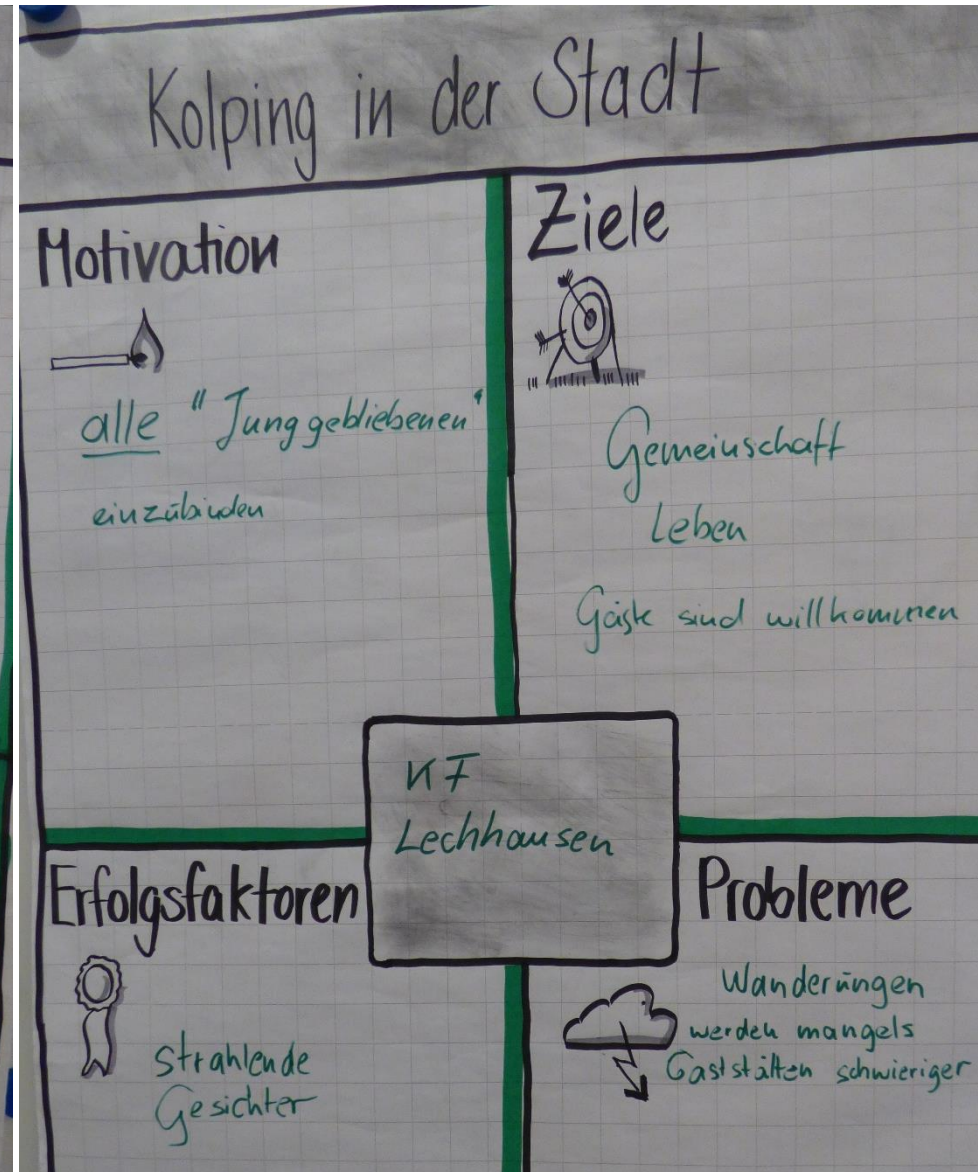 Kolping in der Stadt
Motivation
alle "Junggebliebenen"
einzubinden
Ziele
Gemeinschaft
Leben
Gäste sind willkommen
KF
Lechhausen
Erfolgsfaktoren
Strahlende
Gesichter
Probleme
Wanderungen
werden mangels
Gaststätten schwieriger